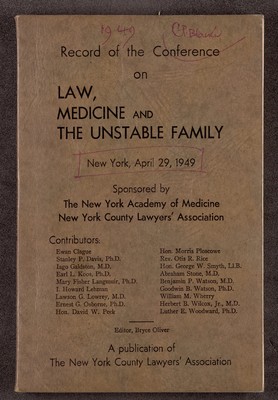 Record of the Conference
on
LAW,
MEDICINE AND
THE UNSTABLE FAMILY
New York, April 29, 1949
Sponsored by
The New York Academy of Medicine
New York County Lawyers' Association
Contributors:
Ewan Clague
Stanley P. Davis, Ph.D.
Iago Galdston, M.D.
Earl L. Koos, Ph.D.
Mary Fisher Langmuir, Ph.D.
I. Howard Lehman
Lawson G. Lowrey, M.D.
Ernest G. Osborne, Ph.D.
Hon. David W. Peck
Hon. Morris Ploscowe
Rev. Otis R. Rice
Hon. George W. Smyth, Ll.B.
Abraham Stone, M.D.
Benjamin P. Watson, M.D.
Goodwin B. Watson, Ph.D.
William M. Wherry
Herbert B. Wilcox, Jr., M.D.
Luther E. Woodward, Ph.D.
Editor, Bryce Oliver
A publication of
The New York County Lawyers' Association